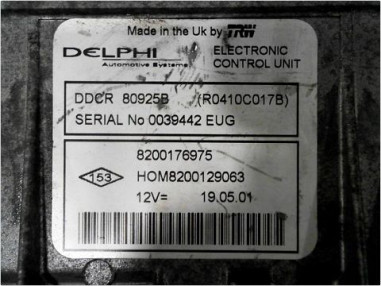 Made in the Uk by TRW
DELPHI
Automotive Systems
ELECTRONIC
CONTROL UNIT
DDCR 80925B (R0410C017B)
SERIAL No 0039442 EUG
8200176975
153
HOM8200129063
12V= 19.05.01